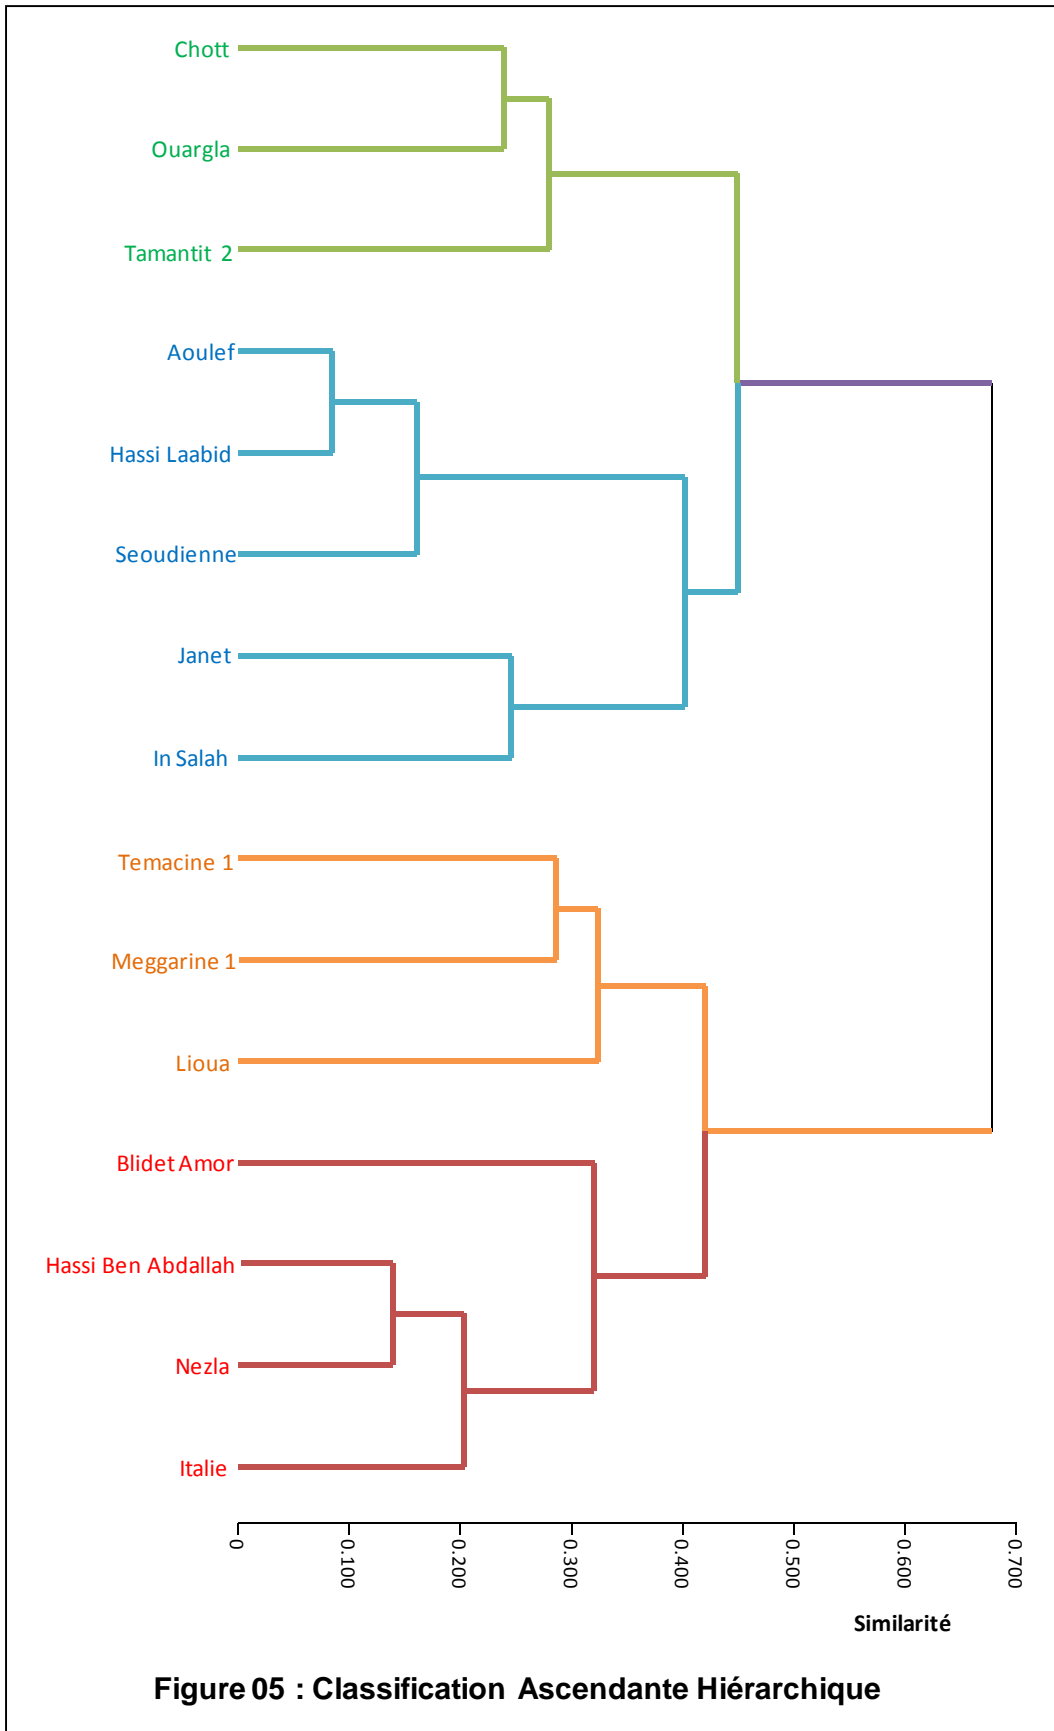 Chott
Ouargla
Tamantit 2
Aoulef
Hassi Laabid
Seoudienne
Janet
In Salah
Temacine 1
Meggarine 1
Lioua
Blidet Amor
Hassi Ben Abdallah
Nezla
Italie
0 0.100 0.200 0.300 0.400 0.500 0.600 0.700
Similarité
Figure 05 : Classification Ascendante Hiérarchique